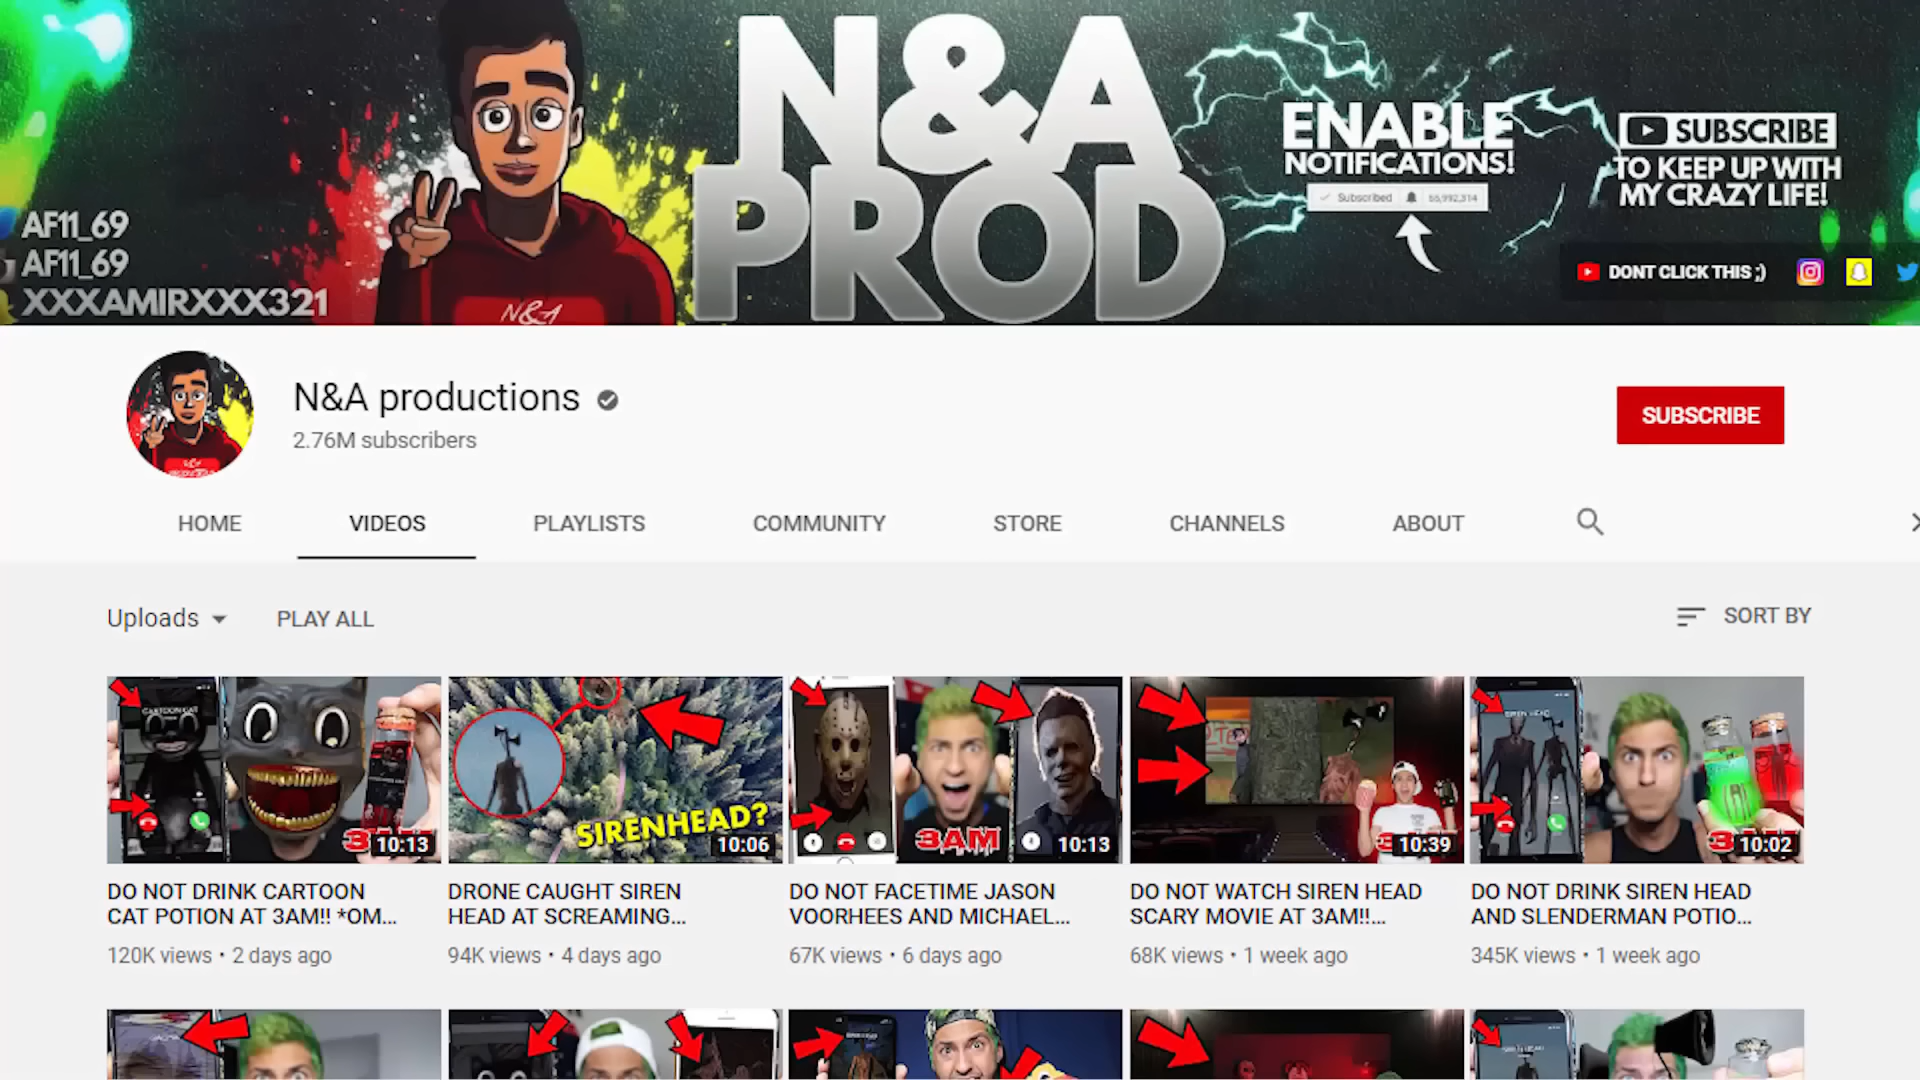 N&A
PROD
ENABLE
NOTIFICATIONS!
Subscribed
SUBSCRIBE
TO KEEP UP WITH
MY CRAZY LIFE!
AF11_69
AF11_69
XXXAMIRXXX321
N&A
DONT CLICK THIS ;)
N&A productions
2.76M subscribers
SUBSCRIBE
HOME VIDEOS PLAYLISTS COMMUNITY STORE CHANNELS ABOUT
Uploads PLAY ALL SORT BY
CARTOON CAT
10:13
SIRENHEAD?
10:06
3AM
10:13
10:39
SIREN HEAD
10:02
DO NOT DRINK CARTOON
CAT POTION AT 3AM!! *OM...
120K views • 2 days ago
DRONE CAUGHT SIREN
HEAD AT SCREAMING...
94K views • 4 days ago
DO NOT FACETIME JASON
VOORHEES AND MICHAEL...
67K views • 6 days ago
DO NOT WATCH SIREN HEAD
SCARY MOVIE AT 3AM!!...
68K views • 1 week ago
DO NOT DRINK SIREN HEAD
AND SLENDERMAN POTIO...
345K views • 1 week ago